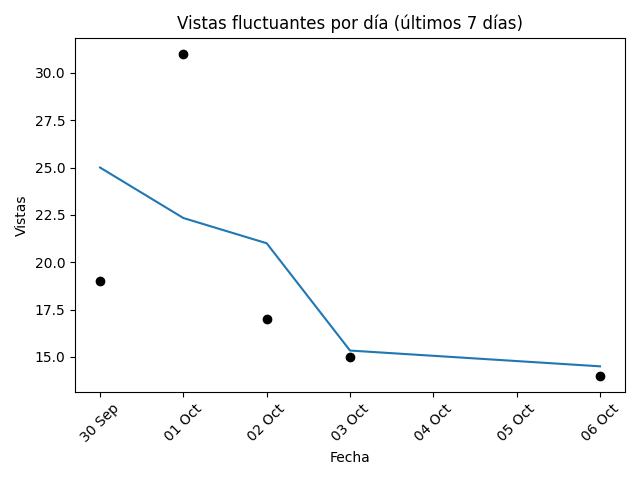 Vistas fluctuantes por día (últimos 7 días)
30.0
27.5
25.0
22.5
20.0
17.5
15.0
Vistas
30 Sep
01 Oct
02 Oct
03 Oct
04 Oct
05 Oct
06 Oct
Fecha